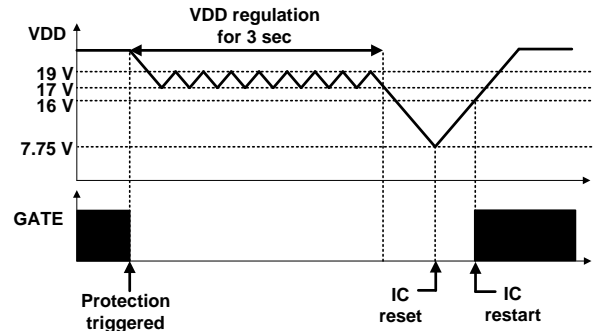 VDD regulation
for 3 sec
VDD
19 V
17 V
16 V
7.75 V
GATE
Protection
triggered
IC
reset
IC
restart